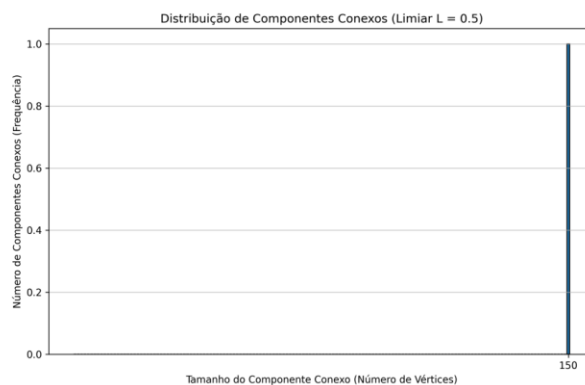 Distribuição de Componentes Conexos (Limiar L = 0.5)
Número de Componentes Conexos (Frequência)
1.0
0.8
0.6
0.4
0.2
0.0
150
Tamanho do Componente Conexo (Número de Vértices)